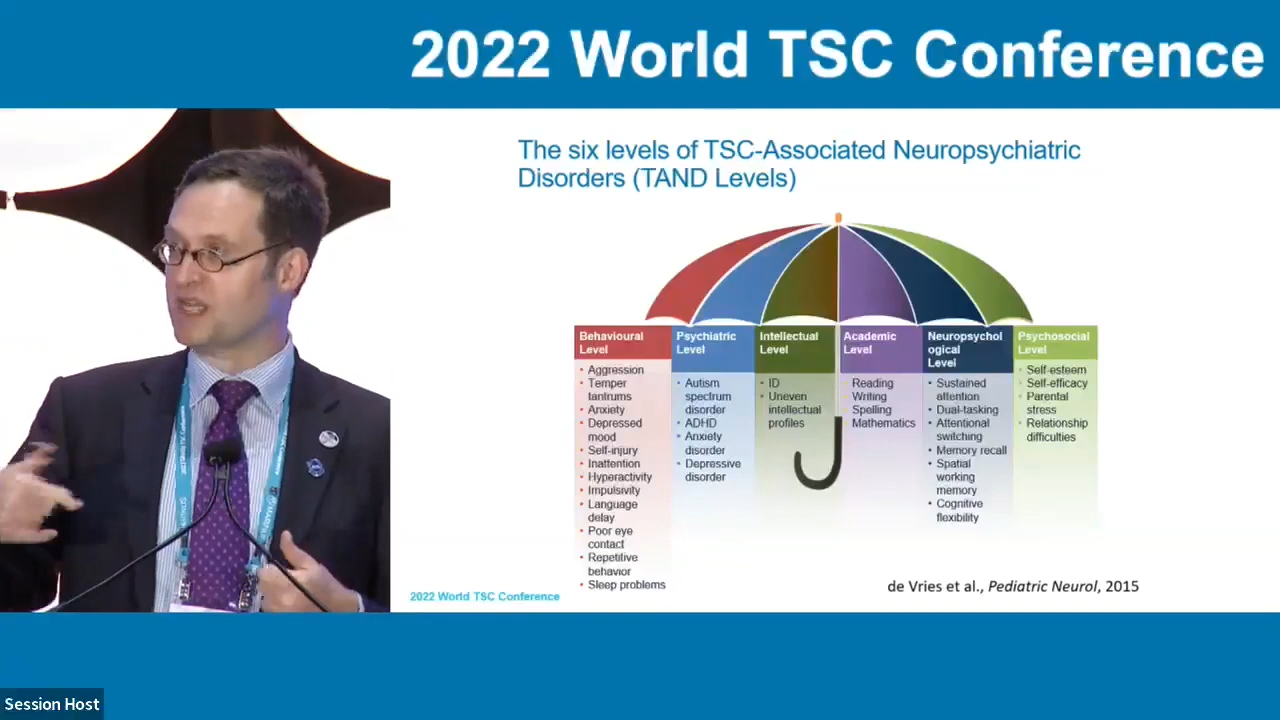 2022 World TSC Conference
The six levels of TSC-Associated Neuropsychiatric
Disorders (TAND Levels)
Behavioural
Level
• Aggression
• Temper
tantrums
• Anxiety
• Depressed
mood
• Self-injury
• Inattention
• Hyperactivity
• Impulsivity
• Language
delay
• Poor eye
contact
• Repetitive
behavior
• Sleep problems
Psychiatric
Level
• Autism
spectrum
disorder
• ADHD
• Anxiety
disorder
• Depressive
disorder
Intellectual
Level
• ID
• Uneven
intellectual
profiles
Academic
Level
Reading
Writing
Spelling
Mathematics
Neuropsychol
ogical
Level
• Sustained
attention
• Dual-tasking
• Attentional
switching
• Memory recall
• Spatial
working
memory
• Cognitive
flexibility
Psychosocial
Level
• Self-esteem
• Self-efficacy
• Parental
stress
• Relationship
difficulties
2022 World TSC Conference
de Vries et al., Pediatric Neurol, 2015
Session Host